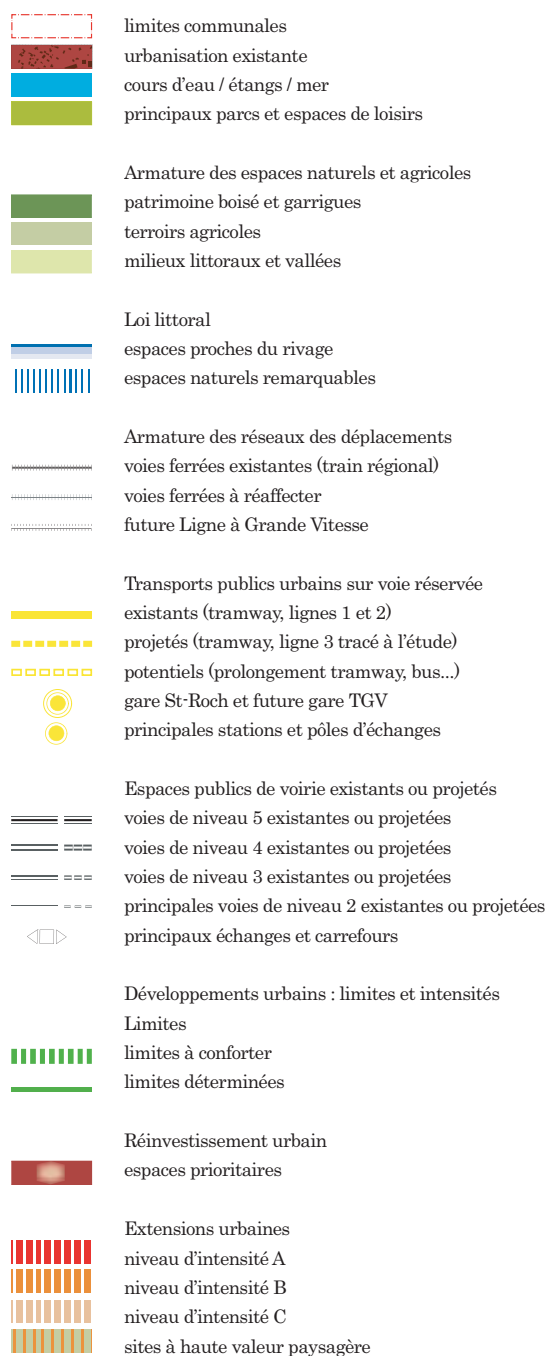 limites communales
urbanisation existante
cours d'eau / étangs / mer
principaux parcs et espaces de loisirs
Armature des espaces naturels et agricoles
patrimoine boisé et garrigues
terroirs agricoles
milieux littoraux et vallées
Loi littoral
espaces proches du rivage
espaces naturels remarquables
Armature des réseaux des déplacements
voies ferrées existantes (train régional)
voies ferrées à réaffecter
future Ligne à Grande Vitesse
Transports publics urbains sur voie réservée
existants (tramway, lignes 1 et 2)
projetés (tramway, ligne 3 tracé à l'étude)
potentiels (prolongement tramway, bus...)
gare St-Roch et future gare TGV
principales stations et pôles d'échanges
Espaces publics de voirie existants ou projetés
voies de niveau 5 existantes ou projetées
voies de niveau 4 existantes ou projetées
voies de niveau 3 existantes ou projetées
principales voies de niveau 2 existantes ou projetées
principaux échanges et carrefours
Développements urbains : limites et intensités
Limites
limites à conforter
limites déterminées
Réinvestissement urbain
espaces prioritaires
Extensions urbaines
niveau d'intensité A
niveau d'intensité B
niveau d'intensité C
sites à haute valeur paysagère